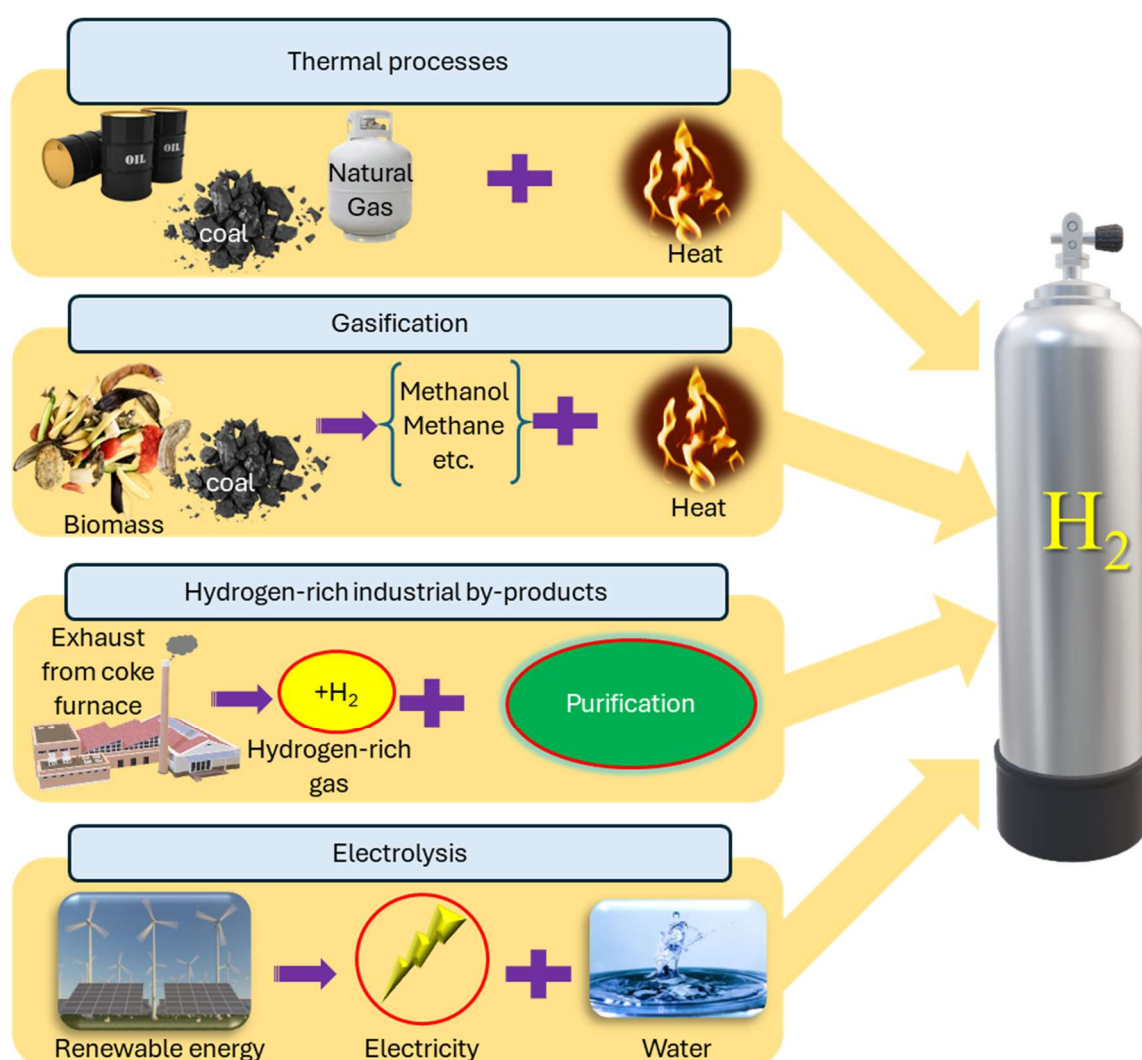 Thermal processes
OIL
OIL
Natural
Gas
coal
Heat
Gasification
Methanol
Methane
etc.
coal
Biomass
Heat
H₂
Hydrogen-rich industrial by-products
Exhaust
from coke
furnace
+H₂
Purification
Hydrogen-rich
gas
Electrolysis
Renewable energy
Electricity
Water